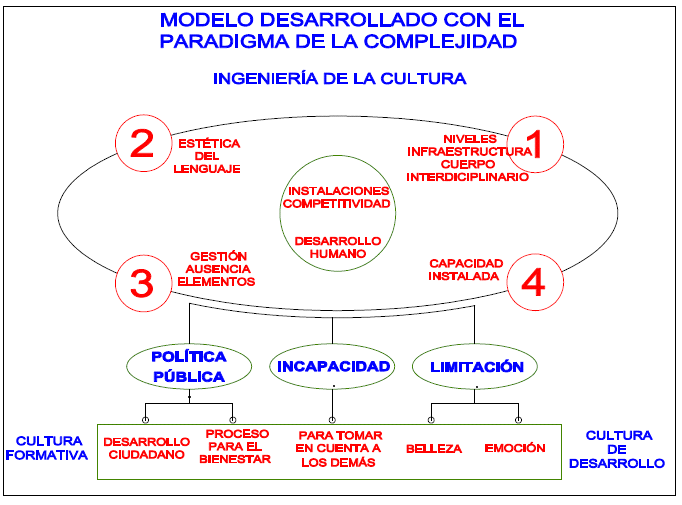 MODELO DESARROLLADO CON EL
PARADIGMA DE LA COMPLEJIDAD
INGENIERÍA DE LA CULTURA
2
ESTÉTICA
DEL
LENGUAJE
1
NIVELES
INFRAESTRUCTURA
CUERPO
INTERDICIPLINARIO
INSTALACIONES
COMPETITIVIDAD
DESARROLLO
HUMANO
3
GESTIÓN
AUSENCIA
ELEMENTOS
CAPACIDAD
INSTALADA
4
POLÍTICA
PÚBLICA
INCAPACIDAD
LIMITACIÓN
CULTURA
FORMATIVA
DESARROLLO
CIUDADANO
PROCESO
PARA EL
BIENESTAR
PARA TOMAR
EN CUENTA A
LOS DEMÁS
BELLEZA
EMOCIÓN
CULTURA
DE
DESARROLLO